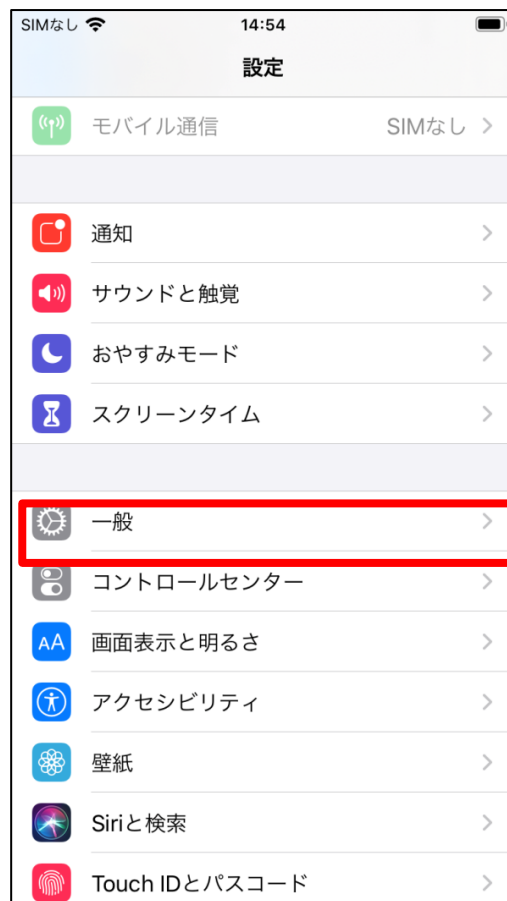 SIMなし 14:54
設定
モバイル通信 SIMなし
通知
サウンドと触覚
おやすみモード
スクリーンタイム
一般
コントロールセンター
AA 画面表示と明るさ
アクセシビリティ
壁紙
Siriと検索
Touch IDとパスコード